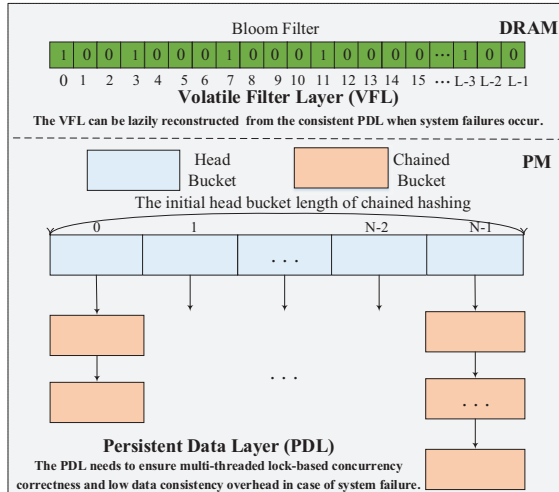 Bloom Filter
DRAM
1 0 0 1 0 0 0 1 0 0 0 1 0 0 0 0 ... 1 0 0
0 1 2 3 4 5 6 7 8 9 10 11 12 13 14 15 ... L-3 L-2 L-1
Volatile Filter Layer (VFL)
The VFL can be lazily reconstructed from the consistent PDL when system failures occur.
PM
Head
Bucket
Chained
Bucket
The initial head bucket length of chained hashing
0 1 N-2 N-1
. . .
. . .
. . .
Persistent Data Layer (PDL)
The PDL needs to ensure multi-threaded lock-based concurrency
correctness and low data consistency overhead in case of system failure.